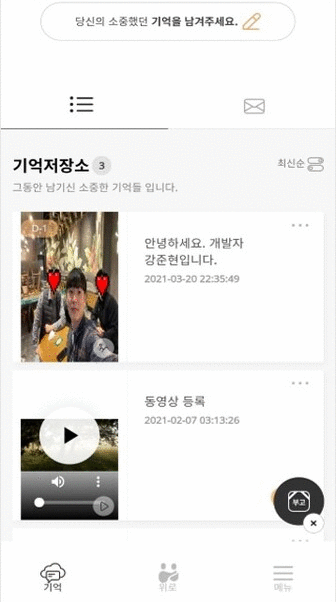 당신의 소중했던 기억을 남겨주세요.
기억저장소 3
최신순
그동안 남기신 소중한 기억들 입니다.
D-1
안녕하세요. 개발자
강준현입니다.
2021-03-20 22:35:49
동영상 등록
2021-02-07 03:13:26
부고
기억
위로
메뉴